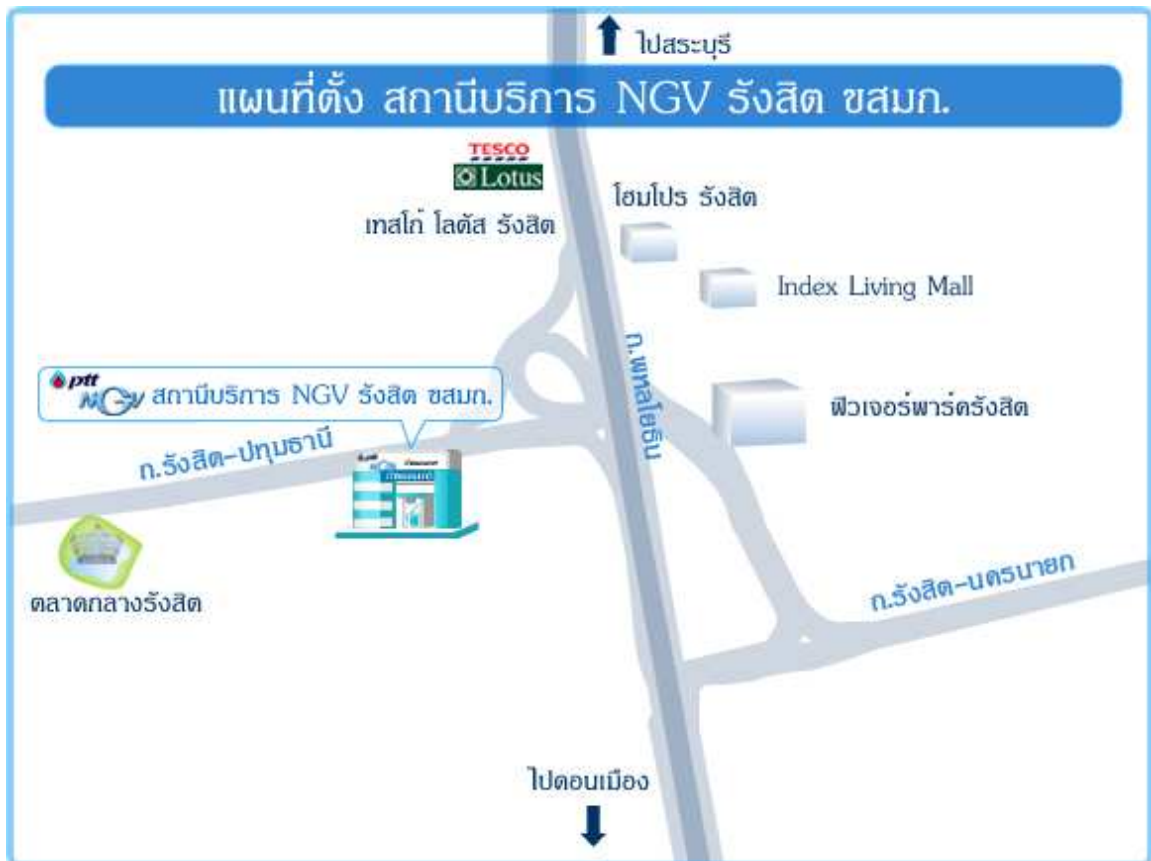 ไปสระบุรี
แผนที่ตั้ง สถานีบริการ NGV รังสิต ขสมก.
TESCO
Lotus
เทสโก้ โลตัส รังสิต
โฮมโปร รังสิต
Index Living Mall
ถ.พหลโยธิน
ptt
NGV สถานีบริการ NGV รังสิต ขสมก.
ฟิวเจอร์พาร์ครังสิต
ถ.รังสิต-ปทุมธานี
ตลาดกลางรังสิต
ถ.รังสิต-นครนายก
ไปดอนเมือง